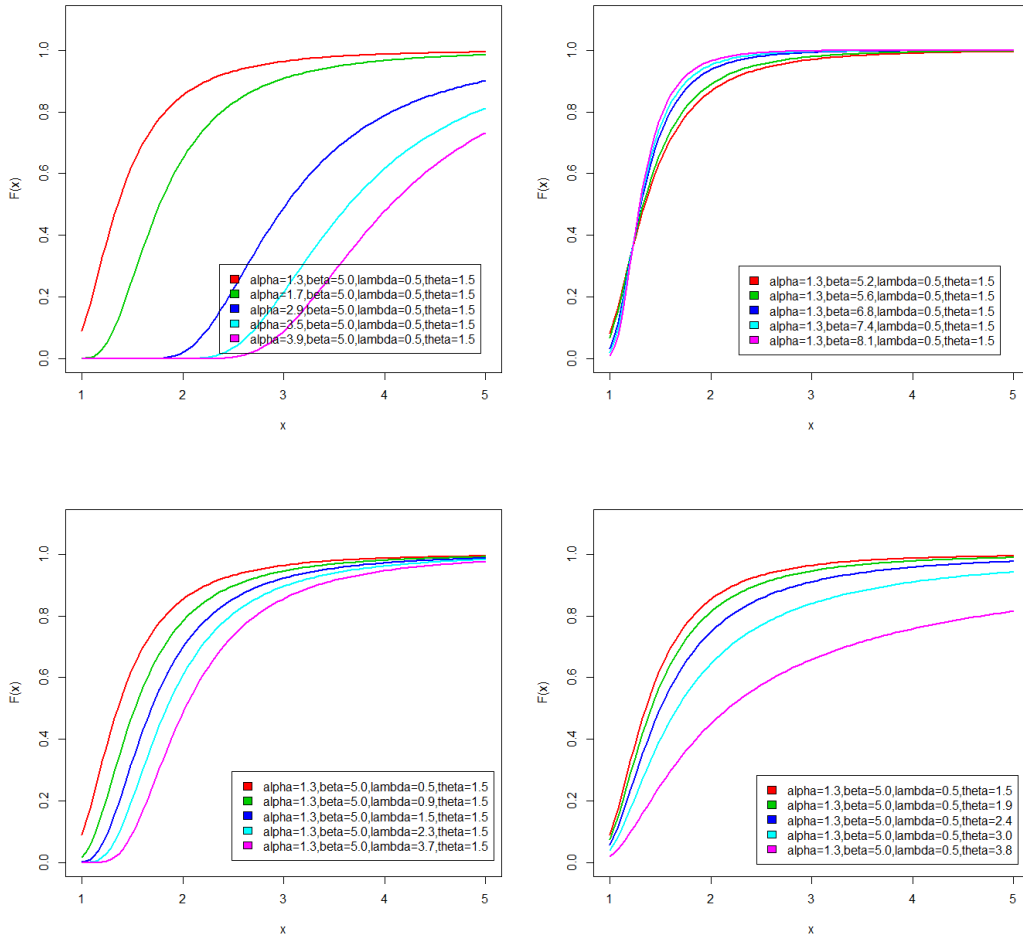 1.0
0.8
0.6
0.4
0.2
0.0
F(x)
alpha=1.3,beta=5.0,lambda=0.5,theta=1.5
alpha=1.7,beta=5.0,lambda=0.5,theta=1.5
alpha=2.9,beta=5.0,lambda=0.5,theta=1.5
alpha=3.5,beta=5.0,lambda=0.5,theta=1.5
alpha=3.9,beta=5.0,lambda=0.5,theta=1.5
1 2 3 4 5
x
1.0
0.8
0.6
0.4
0.2
0.0
F(x)
alpha=1.3,beta=5.2,lambda=0.5,theta=1.5
alpha=1.3,beta=5.6,lambda=0.5,theta=1.5
alpha=1.3,beta=6.8,lambda=0.5,theta=1.5
alpha=1.3,beta=7.4,lambda=0.5,theta=1.5
alpha=1.3,beta=8.1,lambda=0.5,theta=1.5
1 2 3 4 5
x
1.0
0.8
0.6
0.4
0.2
0.0
F(x)
alpha=1.3,beta=5.0,lambda=0.5,theta=1.5
alpha=1.3,beta=5.0,lambda=0.9,theta=1.5
alpha=1.3,beta=5.0,lambda=1.5,theta=1.5
alpha=1.3,beta=5.0,lambda=2.3,theta=1.5
alpha=1.3,beta=5.0,lambda=3.7,theta=1.5
1 2 3 4 5
x
1.0
0.8
0.6
0.4
0.2
0.0
F(x)
alpha=1.3,beta=5.0,lambda=0.5,theta=1.5
alpha=1.3,beta=5.0,lambda=0.5,theta=1.9
alpha=1.3,beta=5.0,lambda=0.5,theta=2.4
alpha=1.3,beta=5.0,lambda=0.5,theta=3.0
alpha=1.3,beta=5.0,lambda=0.5,theta=3.8
1 2 3 4 5
x